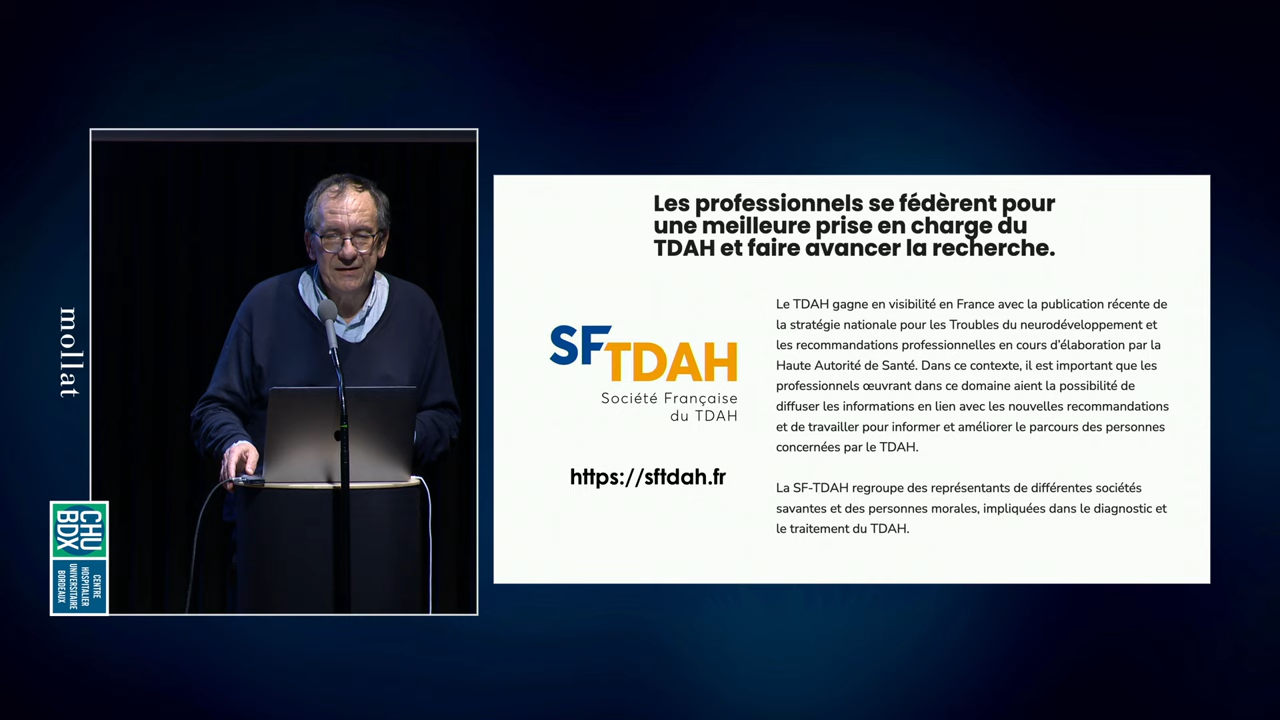 mollat
CHU
BDX
CENTRE
HOSPITALIER
UNIVERSITAIRE
BORDEAUX
Les professionnels se fédèrent pour
une meilleure prise en charge du
TDAH et faire avancer la recherche.
SFTDAH
Société Française
du TDAH
https://sftdah.fr
Le TDAH gagne en visibilité en France avec la publication récente de
la stratégie nationale pour les Troubles du neurodéveloppement et
les recommandations professionnelles en cours d’élaboration par la
Haute Autorité de Santé. Dans ce contexte, il est important que les
professionnels œuvrant dans ce domaine aient la possibilité de
diffuser les informations en lien avec les nouvelles recommandations
et de travailler pour informer et améliorer le parcours des personnes
concernées par le TDAH.
La SF-TDAH regroupe des représentants de différentes sociétés
savantes et des personnes morales, impliquées dans le diagnostic et
le traitement du TDAH.